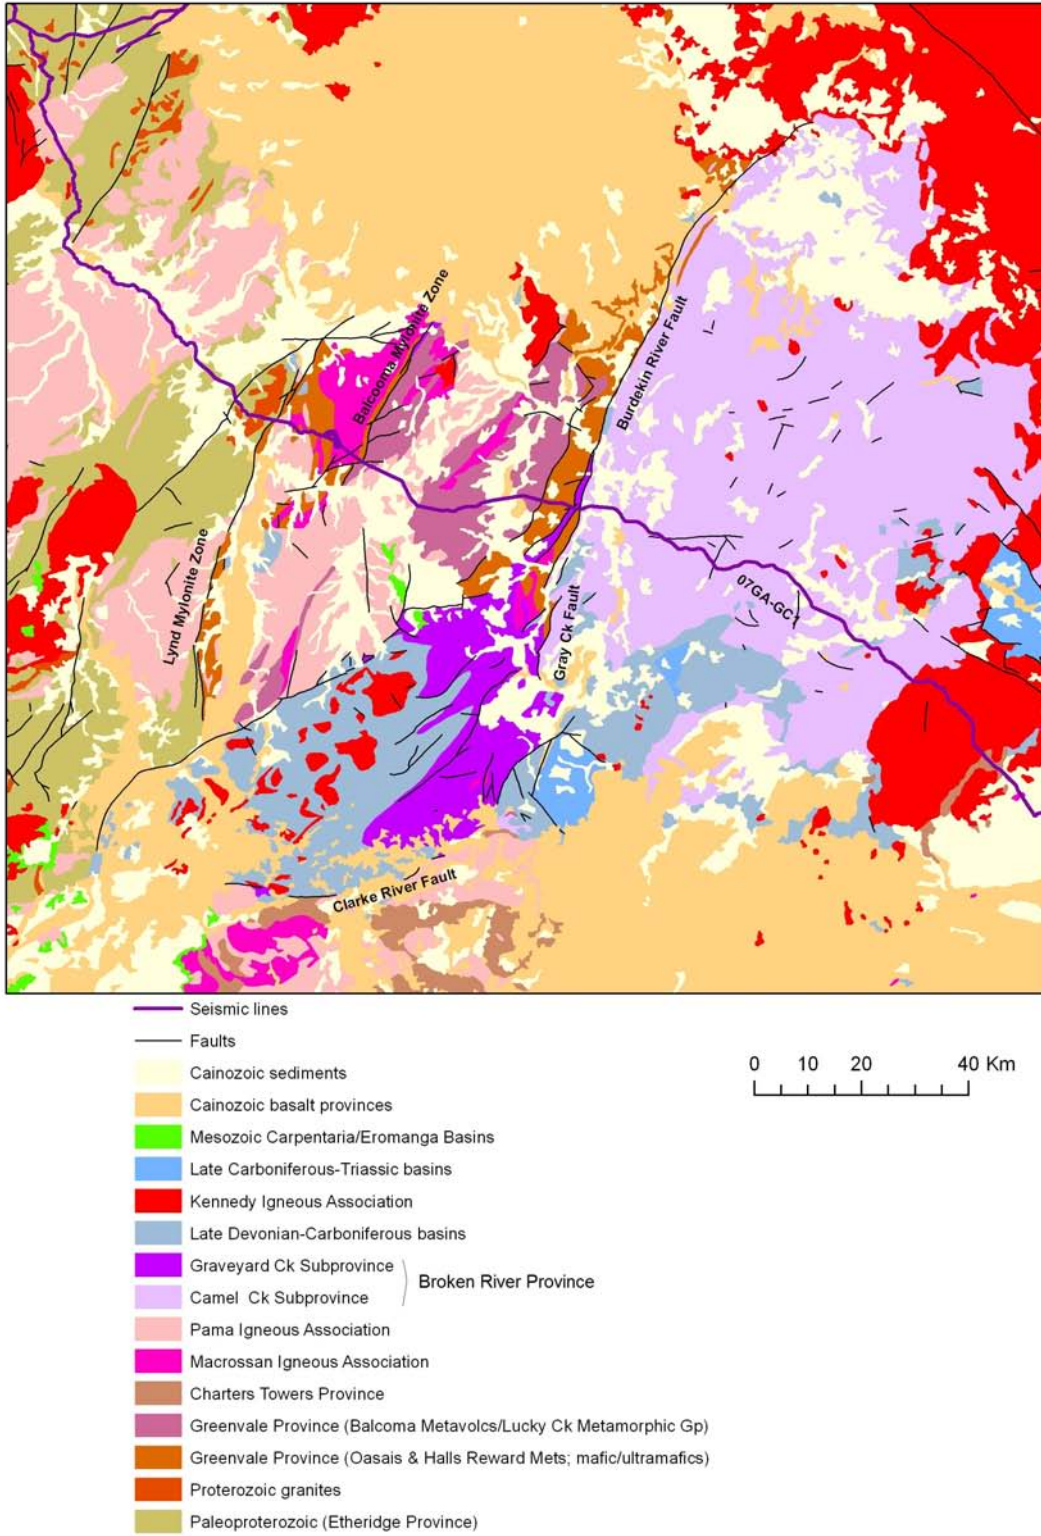 Balcooma Mylonite Zone
Burdekin River Fault
Lynd Mylonite Zone
Gray Ck Fault
07GA-GC1
Clarke River Fault
Seismic lines
Faults
Cainozoic sediments
Cainozoic basalt provinces
Mesozoic Carpentaria/Eromanga Basins
Late Carboniferous-Triassic basins
Kennedy Igneous Association
Late Devonian-Carboniferous basins
Graveyard Ck Subprovince
Camel Ck Subprovince
Broken River Province
Pama Igneous Association
Macrossan Igneous Association
Charters Towers Province
Greenvale Province (Balcoma Metavolcs/Lucky Ck Metamorphic Gp)
Greenvale Province (Oasais & Halls Reward Mets; mafic/ultramafics)
Proterozoic granites
Paleoproterozoic (Etheridge Province)
0 10 20 40 Km